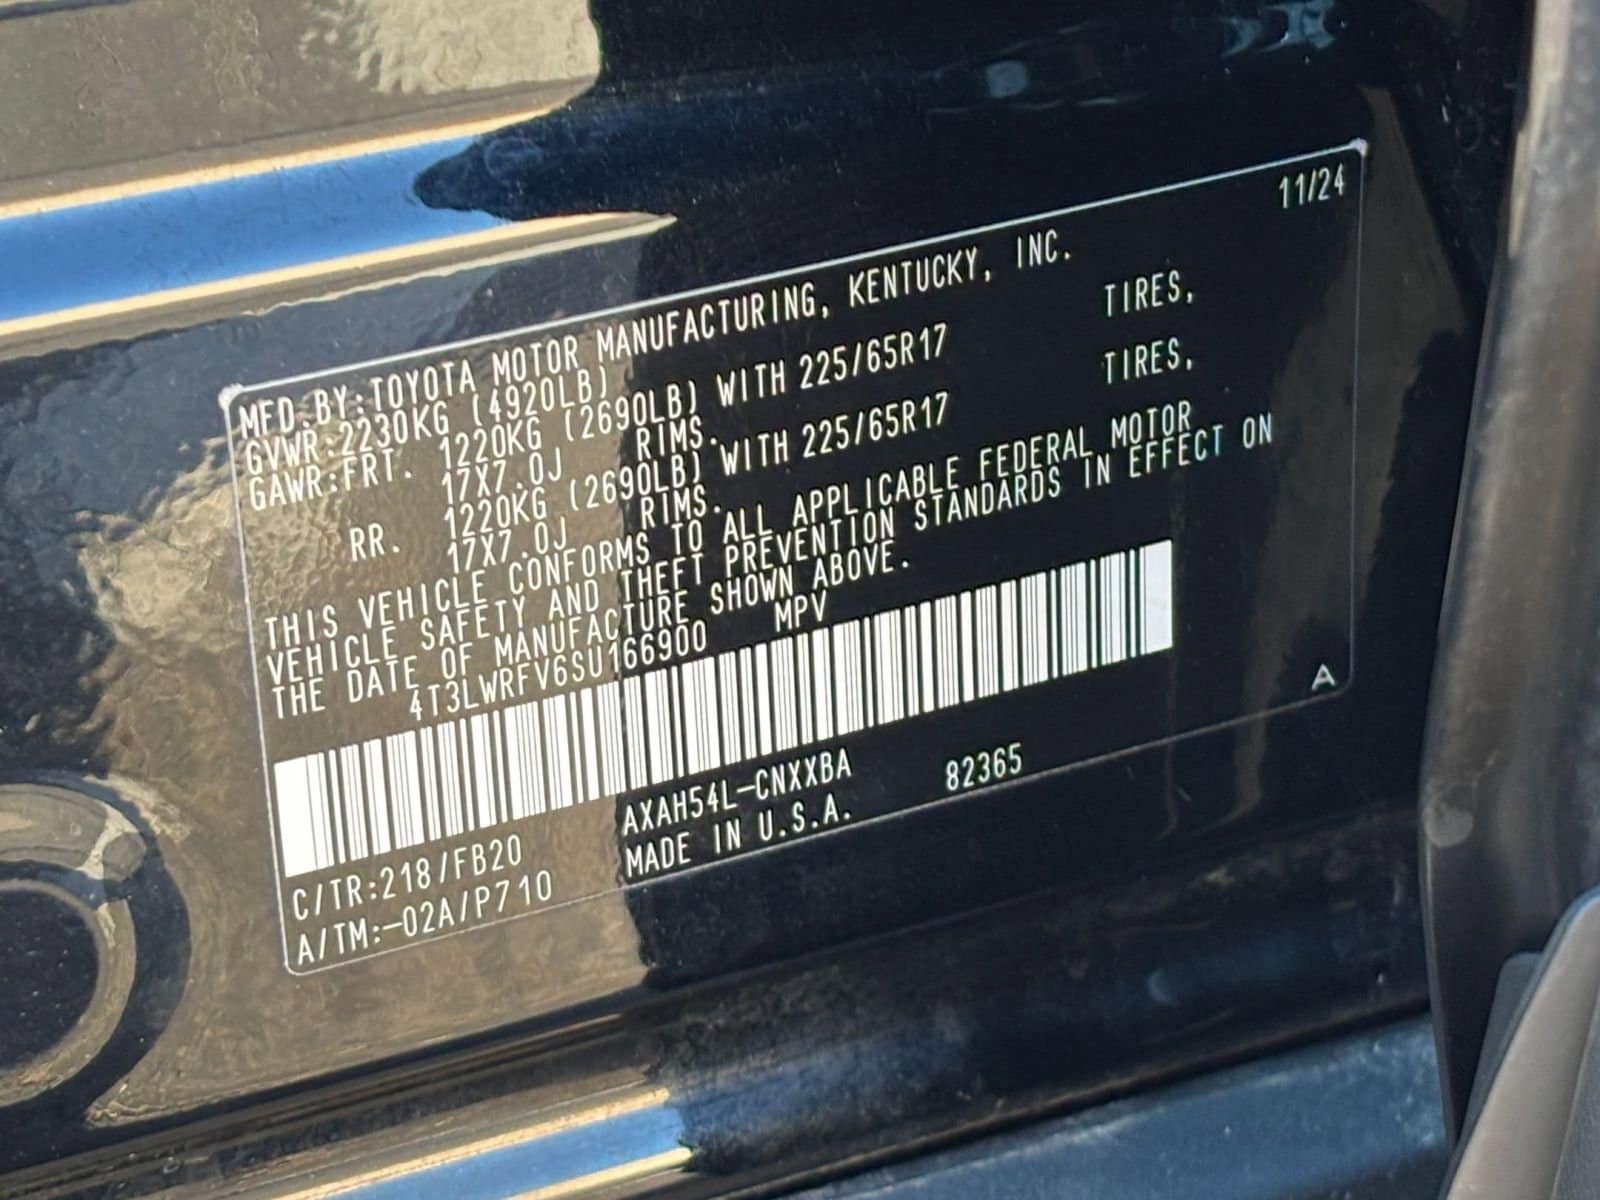 11/24
MFD.BY:TOYOTA MOTOR MANUFACTURING, KENTUCKY, INC.
GVWR:2230KG (4920LB)
GAWR:FRT. 1220KG (2690LB) WITH 225/65R17 TIRES,
17X7.0J RIMS.
RR. 1220KG (2690LB) WITH 225/65R17 TIRES,
17X7.0J RIMS.
THIS VEHICLE CONFORMS TO ALL APPLICABLE FEDERAL MOTOR
VEHICLE SAFETY AND THEFT PREVENTION STANDARDS IN EFFECT ON
THE DATE OF MANUFACTURE SHOWN ABOVE.
4T3LWRFV6SU166900 MPV
A
C/TR:218/FB20 AXAH54L-CNXXBA 82365
A/TM:-02A/P710 MADE IN U.S.A.